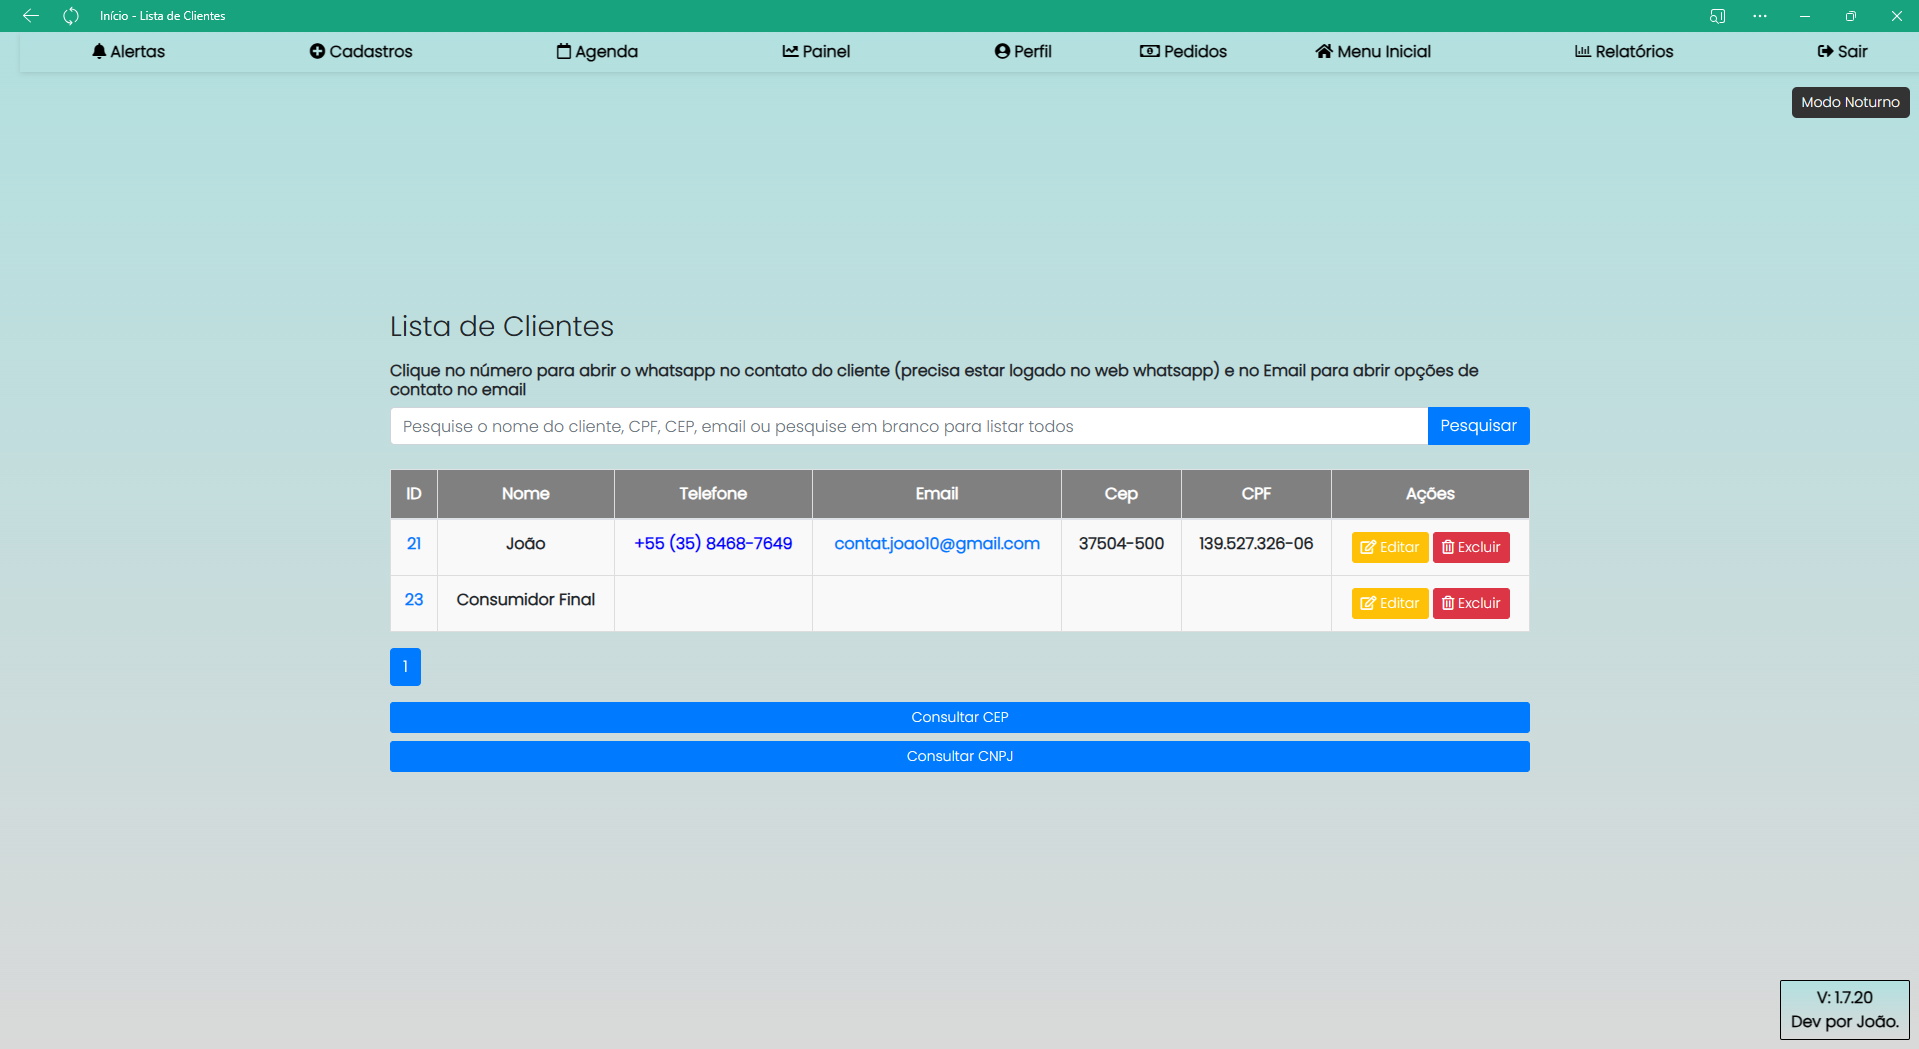 Início - Lista de Clientes
Alertas Cadastros Agenda Painel Perfil Pedidos Menu Inicial Relatórios Sair
Modo Noturno
Lista de Clientes
Clique no número para abrir o whatsapp no contato do cliente (precisa estar logado no web whatsapp) e no Email para abrir opções de
contato no email
Pesquise o nome do cliente, CPF, CEP, email ou pesquise em branco para listar todos Pesquisar
ID Nome Telefone Email Cep CPF Ações
21 João +55 (35) 8468-7649 contat.joao10@gmail.com 37504-500 139.527.326-06 Editar Excluir
23 Consumidor Final Editar Excluir
1
Consultar CEP
Consultar CNPJ
V: 1.7.20
Dev por João.